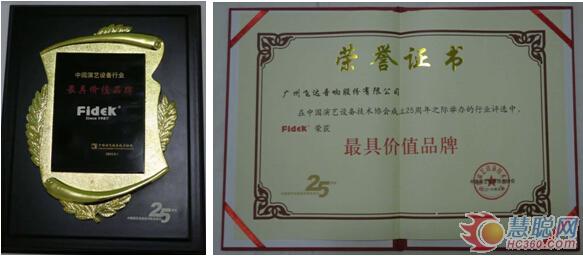 中国演艺设备行业
最具价值品牌
FideK
Since 1987
25
荣誉证书
广州飞达音响股份有限公司
在中国演艺设备技术协会成立25周年之际举办的行业评选中,
FideK 荣获
最具价值品牌
25
慧聪网
HC360.COM